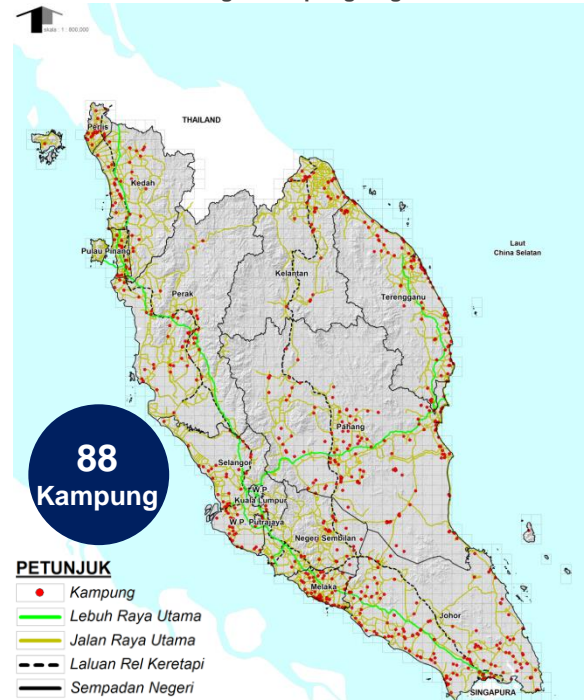 skala : 1 : 800,000
THAILAND
Perlis
Kedah
Pulau Pinang
Perak
Kelantan
Terengganu
Laut
China Selatan
Pahang
Selangor
W.P.
Kuala Lumpur
W.P. Putrajaya
Negeri Sembilan
Melaka
Johor
SINGAPURA
88
Kampung
PETUNJUK
Kampung
Lebuh Raya Utama
Jalan Raya Utama
Laluan Rel Keretapi
Sempadan Negeri